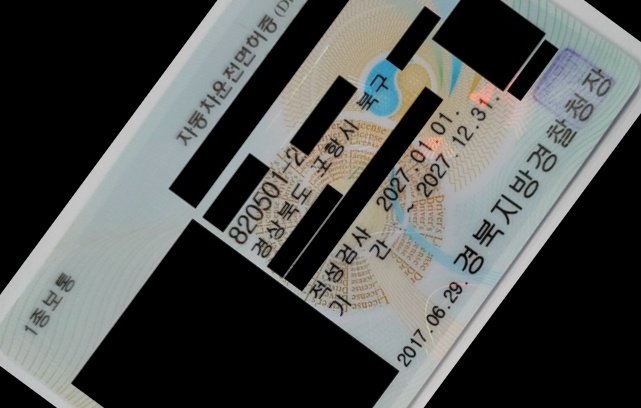 자동차운전면허증 (D
1종보통
820501-2
경상북도 포항시 북구
적성검사 2027.01.01.
기 간 ~ 2027.12.31.
2017.06.29. 경북지방경찰청장